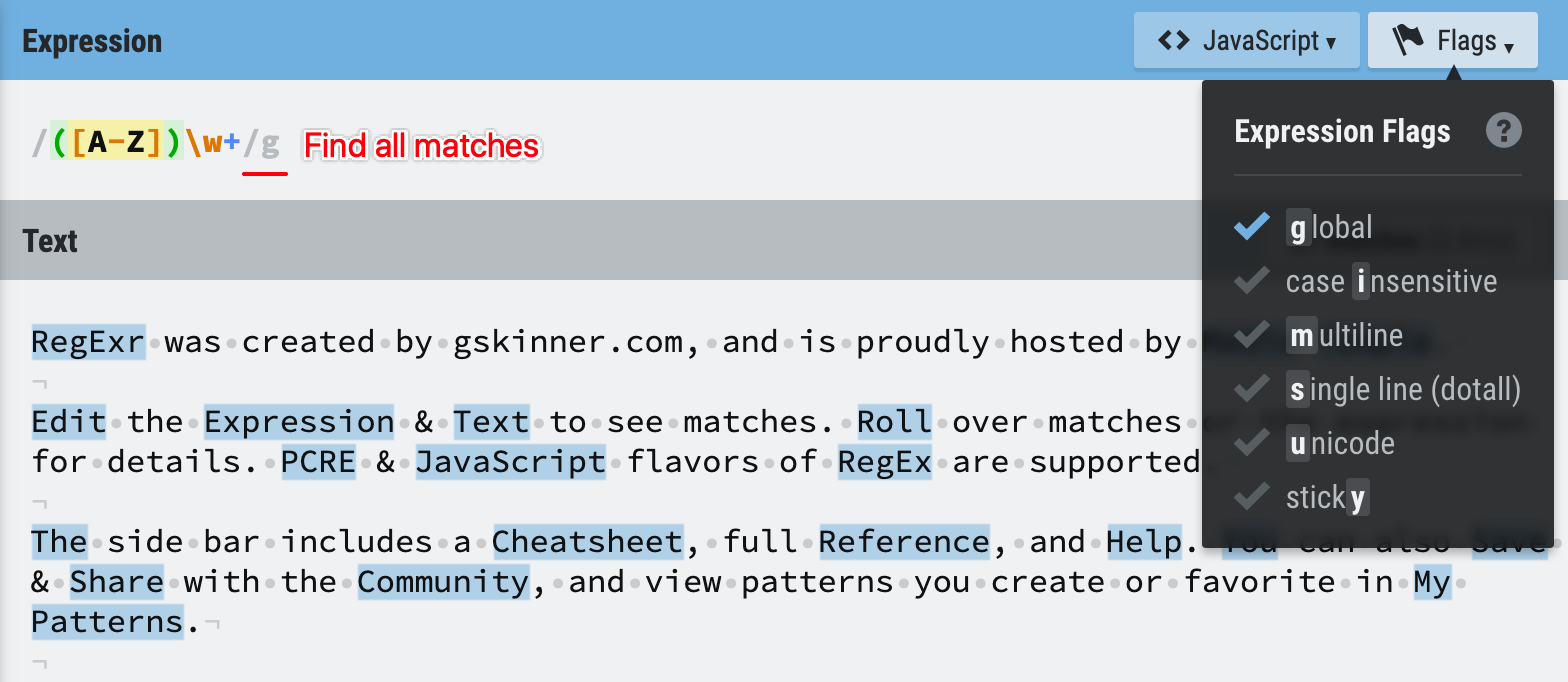 Expression
<> JavaScript ▾
Flags ▾
/([A-Z])\w+/g
Find all matches
Expression Flags ?
global
case insensitive
multiline
single line (dotall)
unicode
sticky
Text
RegExr was created by gskinner.com, and is proudly hosted by
Edit the Expression & Text to see matches. Roll over matches or the expression
for details. PCRE & JavaScript flavors of RegEx are supported.
The side bar includes a Cheatsheet, full Reference, and Help. You can also Save
& Share with the Community, and view patterns you create or favorite in My
Patterns.